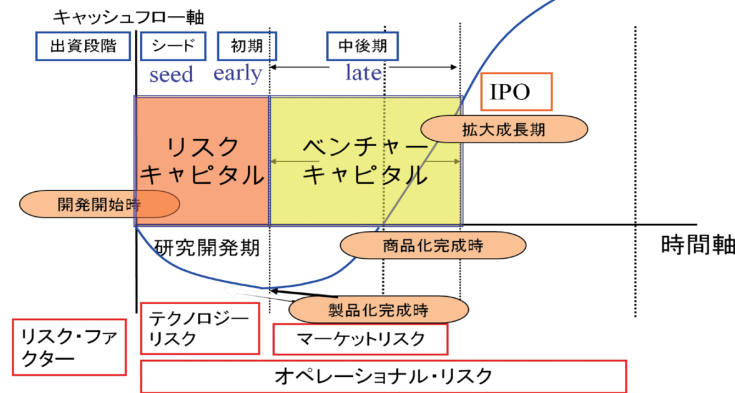 キャッシュフロー軸
出資段階
シード
初期
中後期
seed
early
late
IPO
拡大成長期
リスク
キャピタル
ベンチャー
キャピタル
開発開始時
研究開発期
商品化完成時
時間軸
製品化完成時
リスク・ファ
クター
テクノロジー
リスク
マーケットリスク
オペレーショナル・リスク